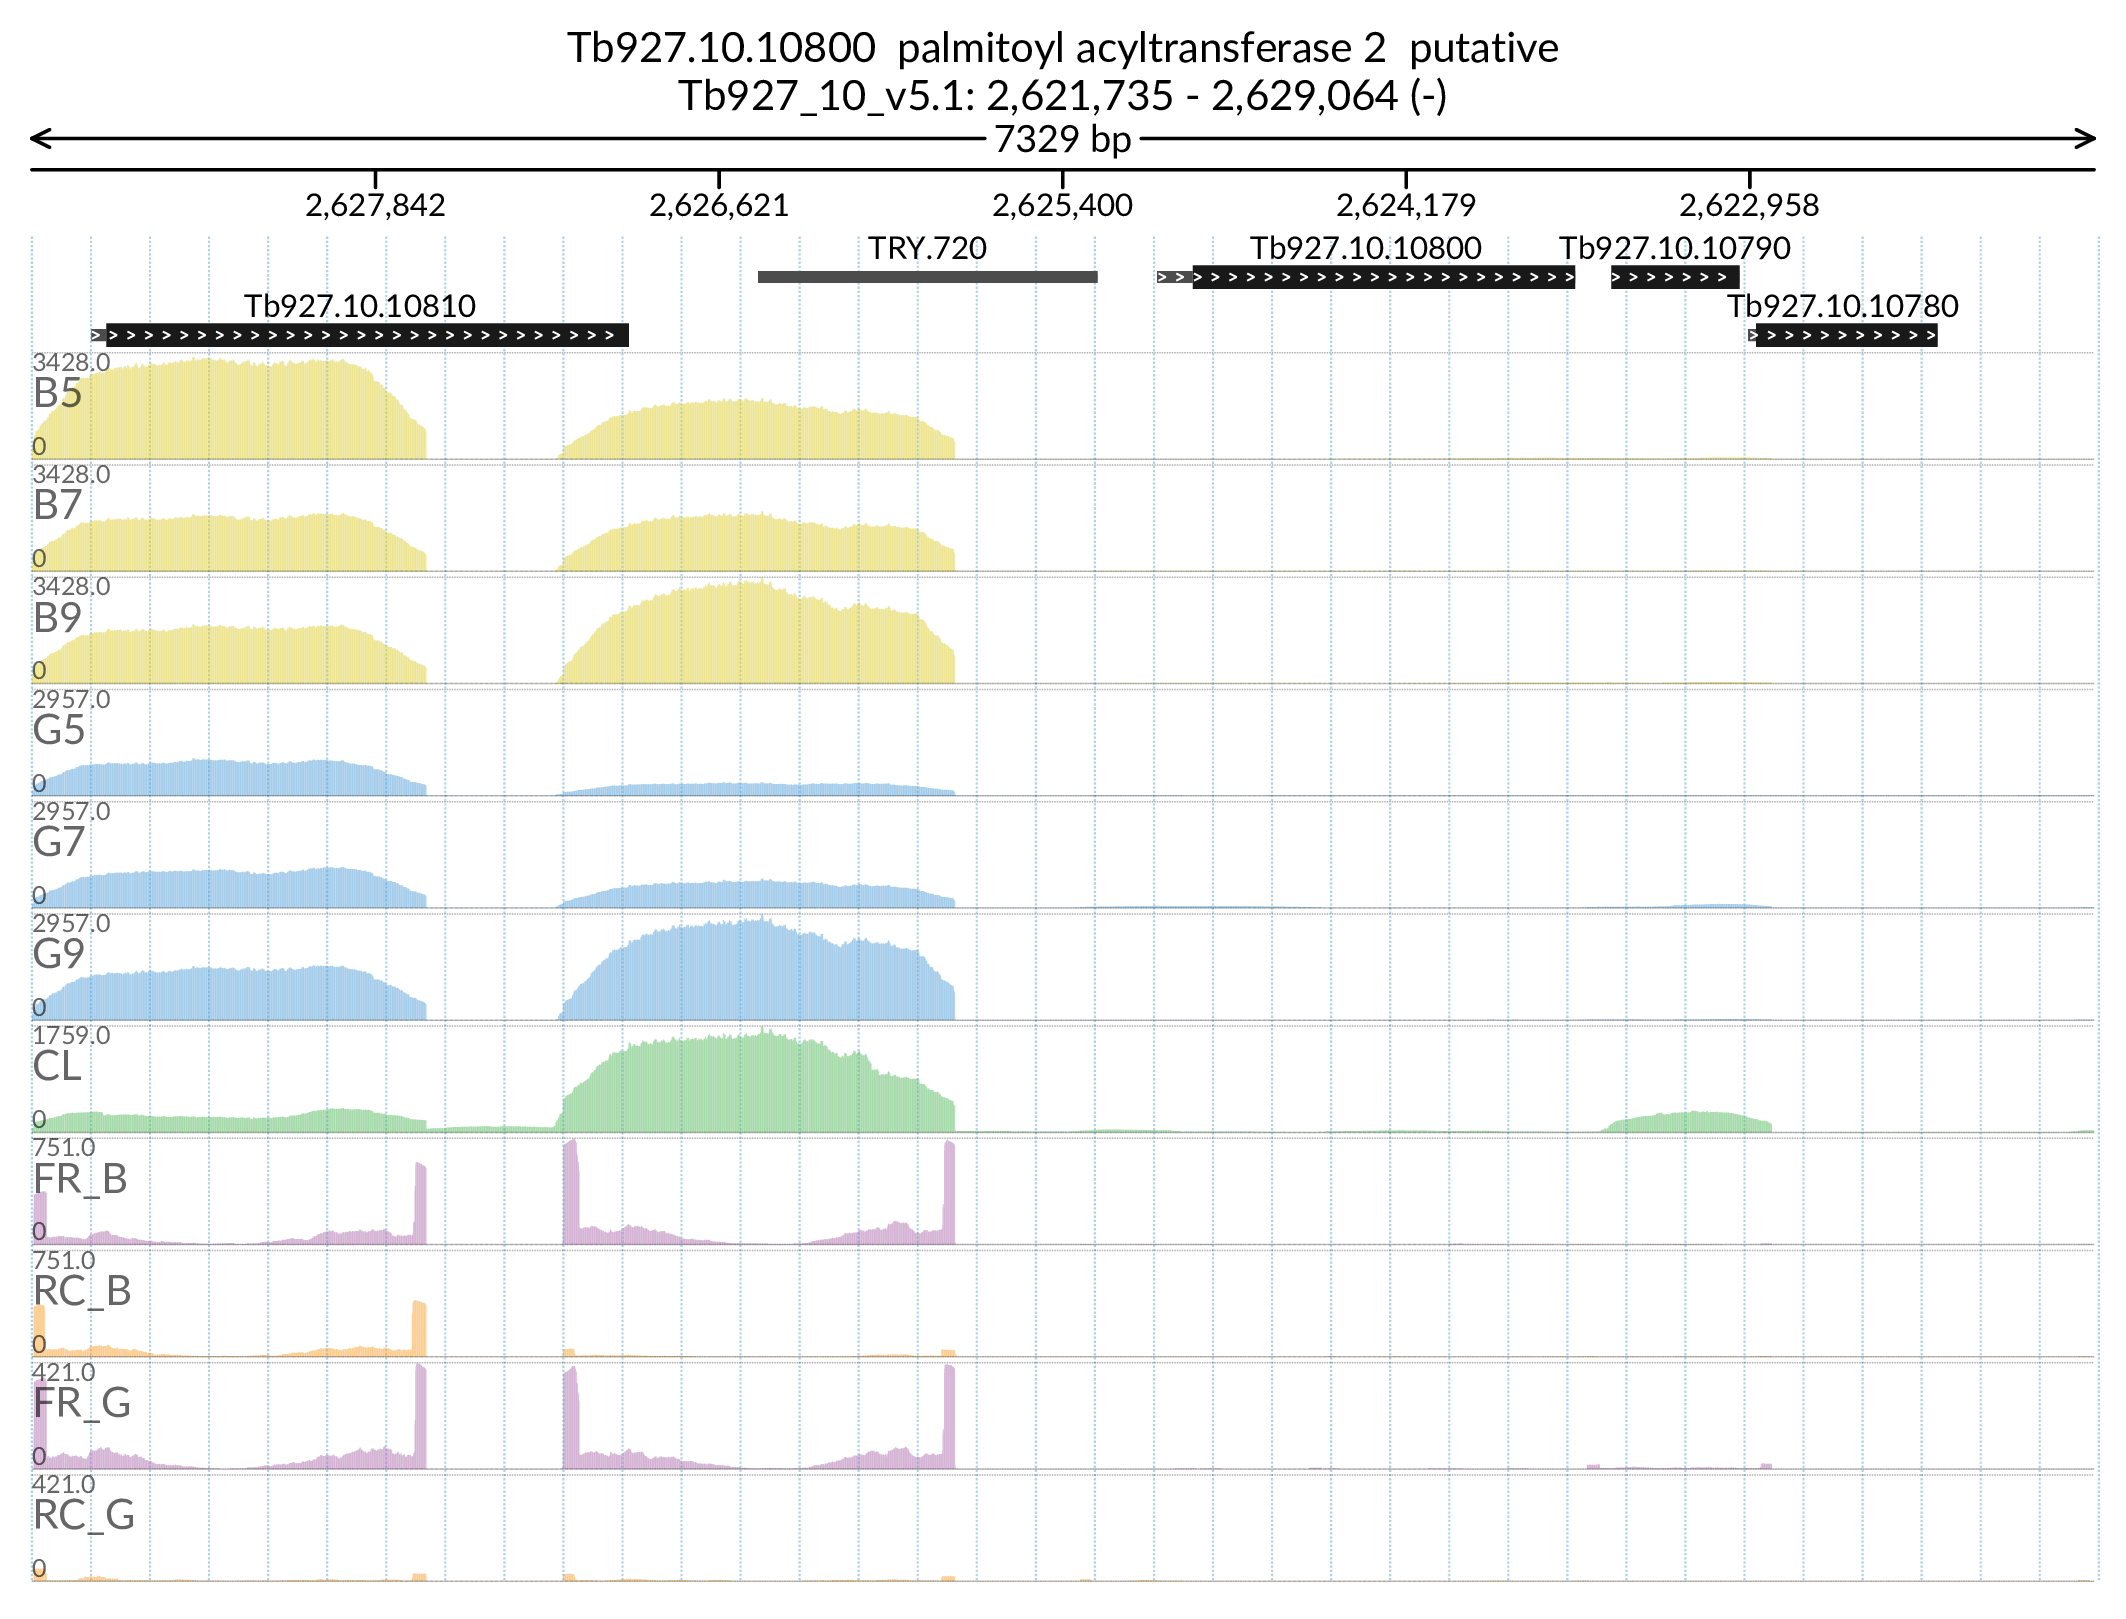 Tb927.10.10800 palmitoyl acyltransferase 2 putative
Tb927_10_v5.1: 2,621,735 - 2,629,064 (-)
7329 bp
2,627,842 2,626,621 2,625,400 2,624,179 2,622,958
TRY.720 Tb927.10.10800 Tb927.10.10790
Tb927.10.10810 Tb927.10.10780
3428.0
B5
0
3428.0
B7
0
3428.0
B9
0
2957.0
G5
0
2957.0
G7
0
2957.0
G9
0
1759.0
CL
0
751.0
FR_B
0
751.0
RC_B
0
421.0
FR_G
0
421.0
RC_G
0